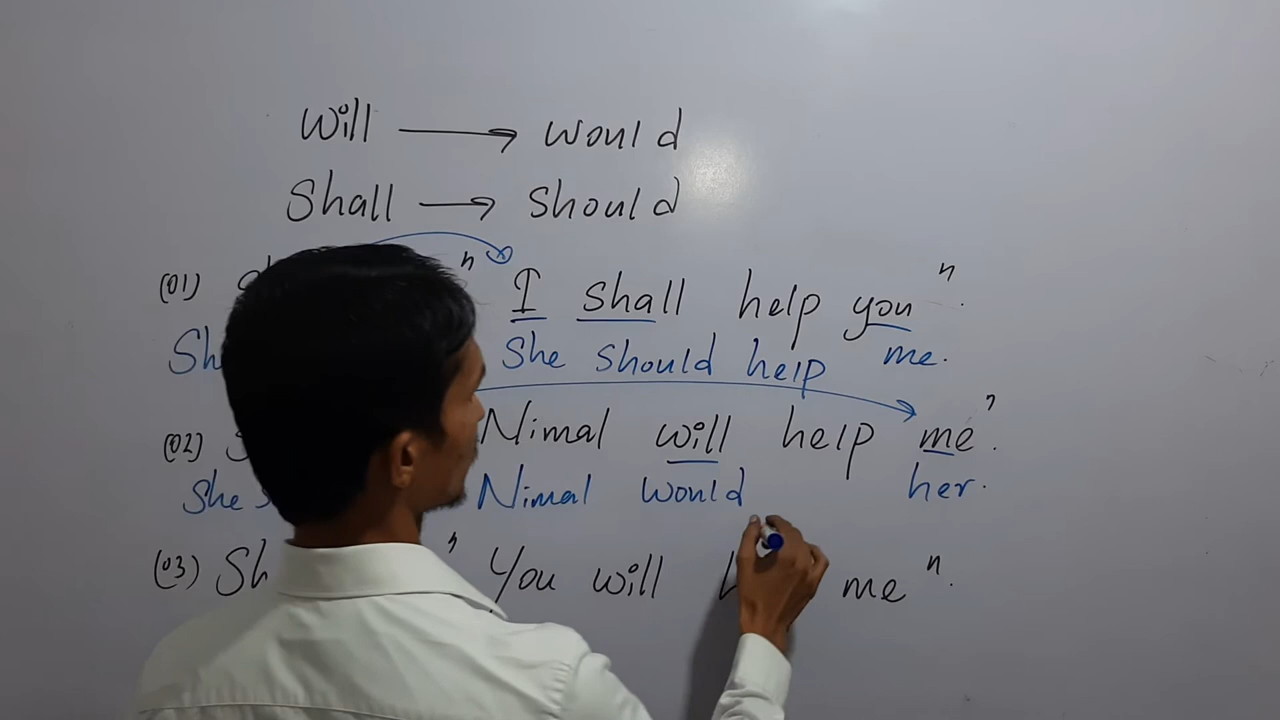 Will → would
Shall → should
(01) " I shall help you ".
She should help me.
(02) Nimal will help me ".
She Nimal would her.
(03) Sh " You will me ".